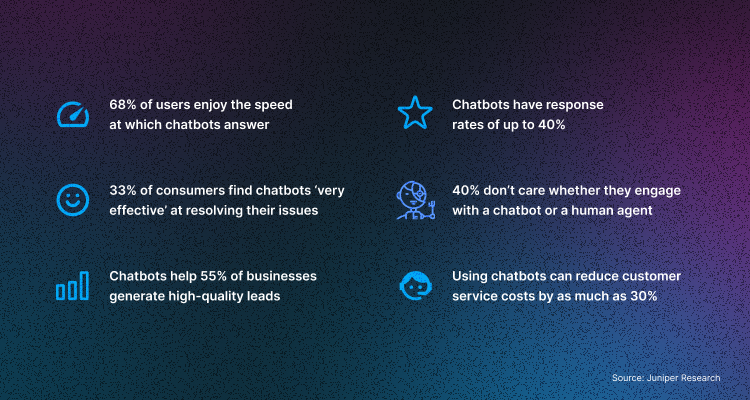 68% of users enjoy the speed
at which chatbots answer
Chatbots have response
rates of up to 40%
33% of consumers find chatbots ‘very
effective’ at resolving their issues
40% don’t care whether they engage
with a chatbot or a human agent
Chatbots help 55% of businesses
generate high-quality leads
Using chatbots can reduce customer
service costs by as much as 30%
Source: Juniper Research